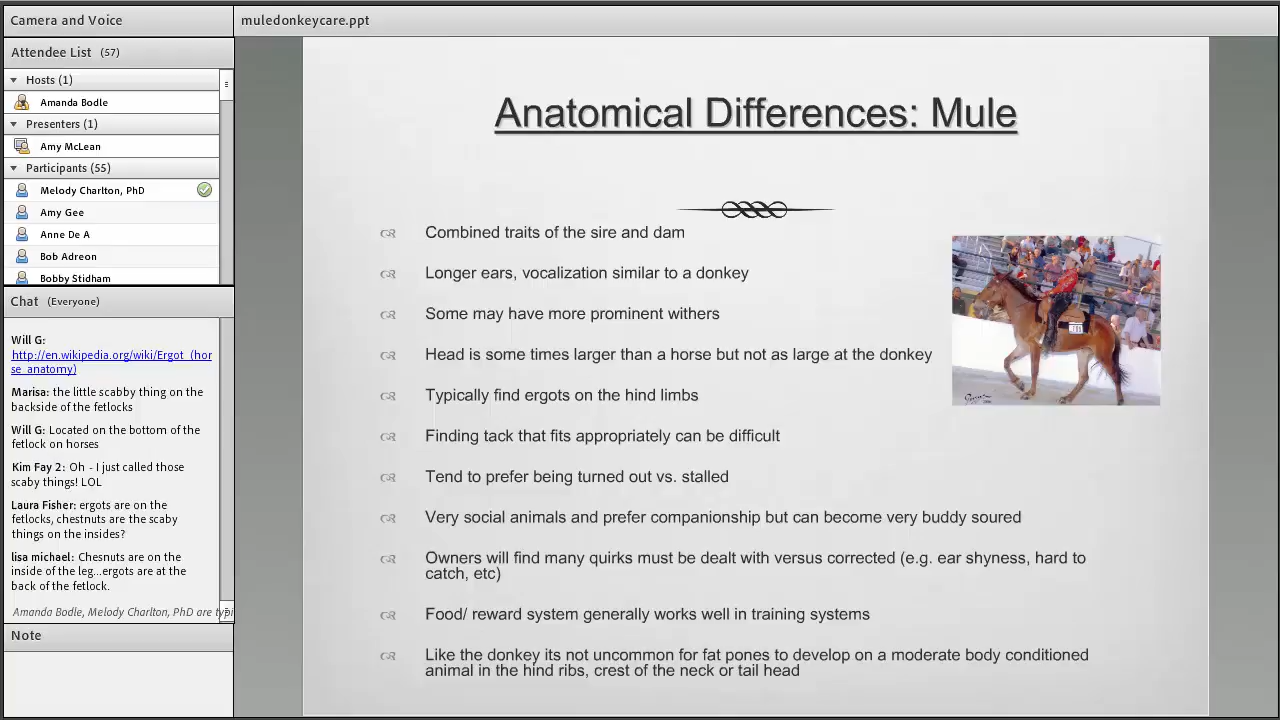 Camera and Voice
muledonkeycare.ppt
Attendee List (57)
Hosts (1)
Amanda Bodle
Presenters (1)
Amy McLean
Participants (55)
Melody Charlton, PhD
Amy Gee
Anne De A
Bob Adreon
Bobby Stidham
Chat (Everyone)
Will G:
http://en.wikipedia.org/wiki/Ergot_(hor
se_anatomy)
Marisa: the little scabby thing on the
backside of the fetlocks
Will G: Located on the bottom of the
fetlock on horses
Kim Fay 2: Oh - I just called those
scaby things! LOL
Laura Fisher: ergots are on the
fetlocks, chestnuts are the scaby
things on the insides?
lisa michael: Chesnuts are on the
inside of the leg...ergots are at the
back of the fetlock.
Amanda Bodle, Melody Charlton, PhD are typi
Note
Anatomical Differences: Mule
Combined traits of the sire and dam
Longer ears, vocalization similar to a donkey
Some may have more prominent withers
Head is some times larger than a horse but not as large at the donkey
Typically find ergots on the hind limbs
Finding tack that fits appropriately can be difficult
Tend to prefer being turned out vs. stalled
Very social animals and prefer companionship but can become very buddy soured
Owners will find many quirks must be dealt with versus corrected (e.g. ear shyness, hard to
catch, etc)
Food/ reward system generally works well in training systems
Like the donkey its not uncommon for fat pones to develop on a moderate body conditioned
animal in the hind ribs, crest of the neck or tail head